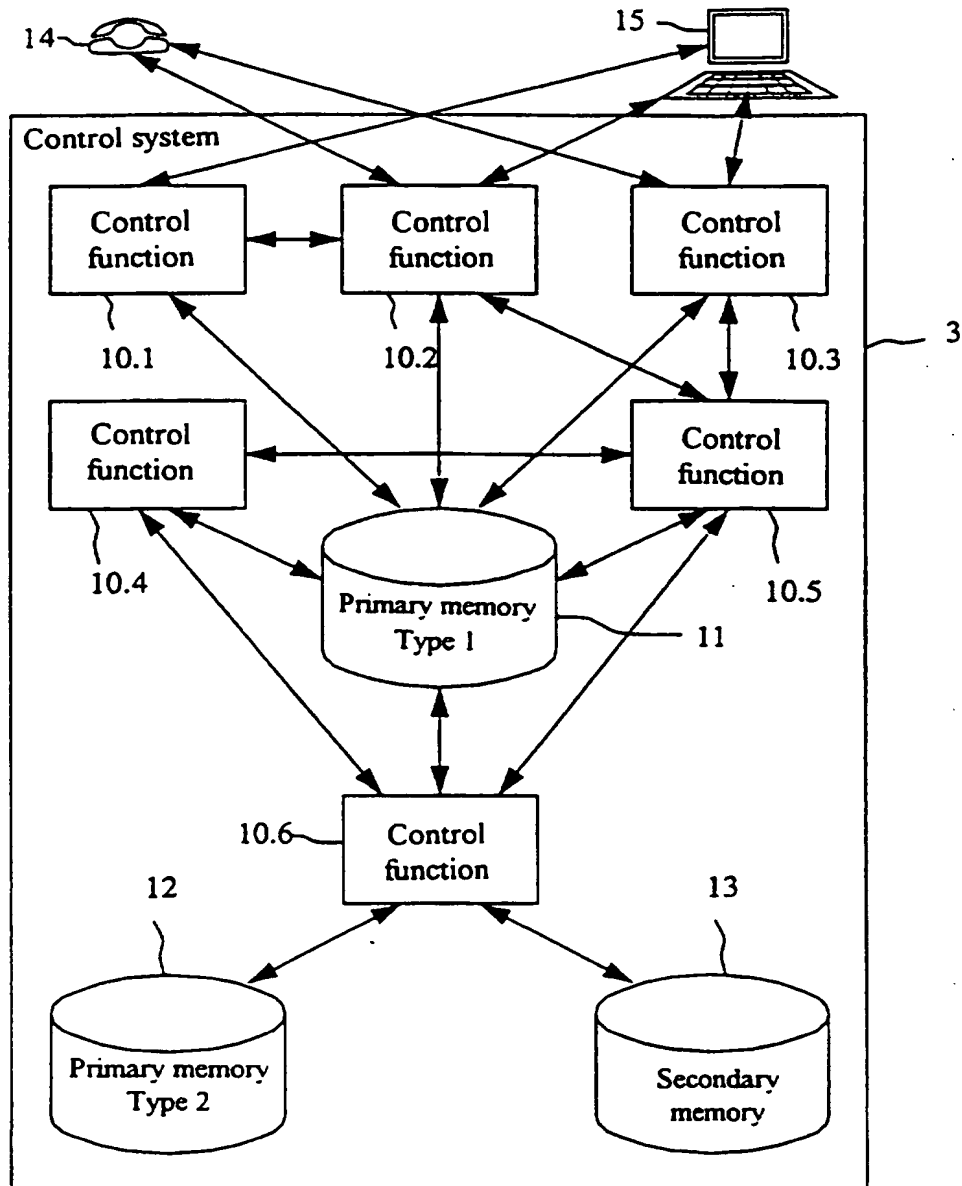 14
15
Control system
Control
function
Control
function
Control
function
10.1
10.2
10.3
3
Control
function
Control
function
10.4
10.5
Primary memory
Type 1
11
10.6
Control
function
12
13
Primary memory
Type 2
Secondary
memory